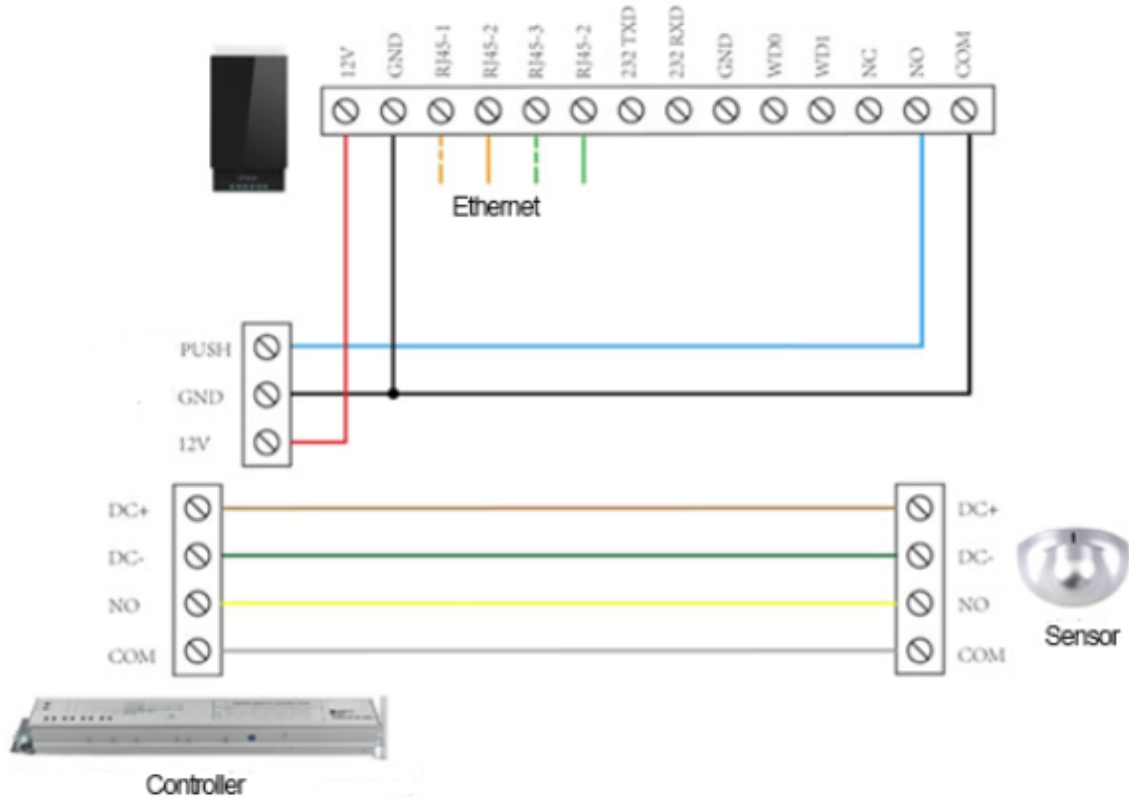 12V
GND
RJ45-1
RJ45-2
RJ45-3
RJ45-2
232 TXD
232 RXD
GND
WD0
WD1
NC
NO
COM
Ethernet
PUSH
GND
12V
DC+
DC-
NO
COM
DC+
DC-
NO
COM
Sensor
Controller